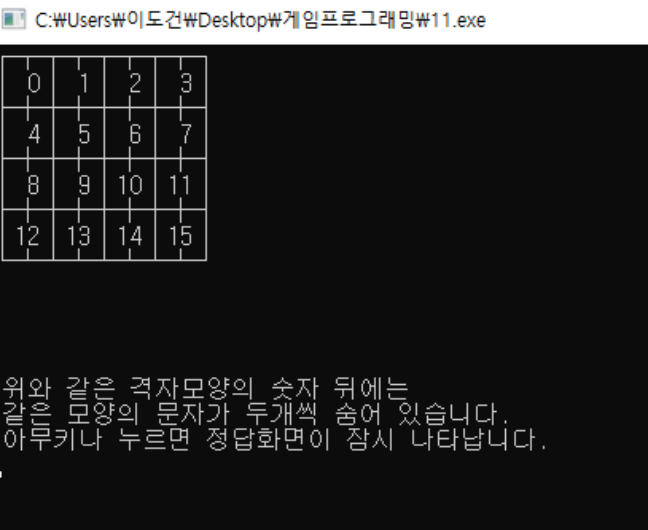 C:₩Users₩이도건₩Desktop₩게임프로그래밍₩11.exe
0 1 2 3
4 5 6 7
8 9 10 11
12 13 14 15
위와 같은 격자모양의 숫자 뒤에는
같은 모양의 문자가 두개씩 숨어 있습니다.
아무키나 누르면 정답화면이 잠시 나타납니다.